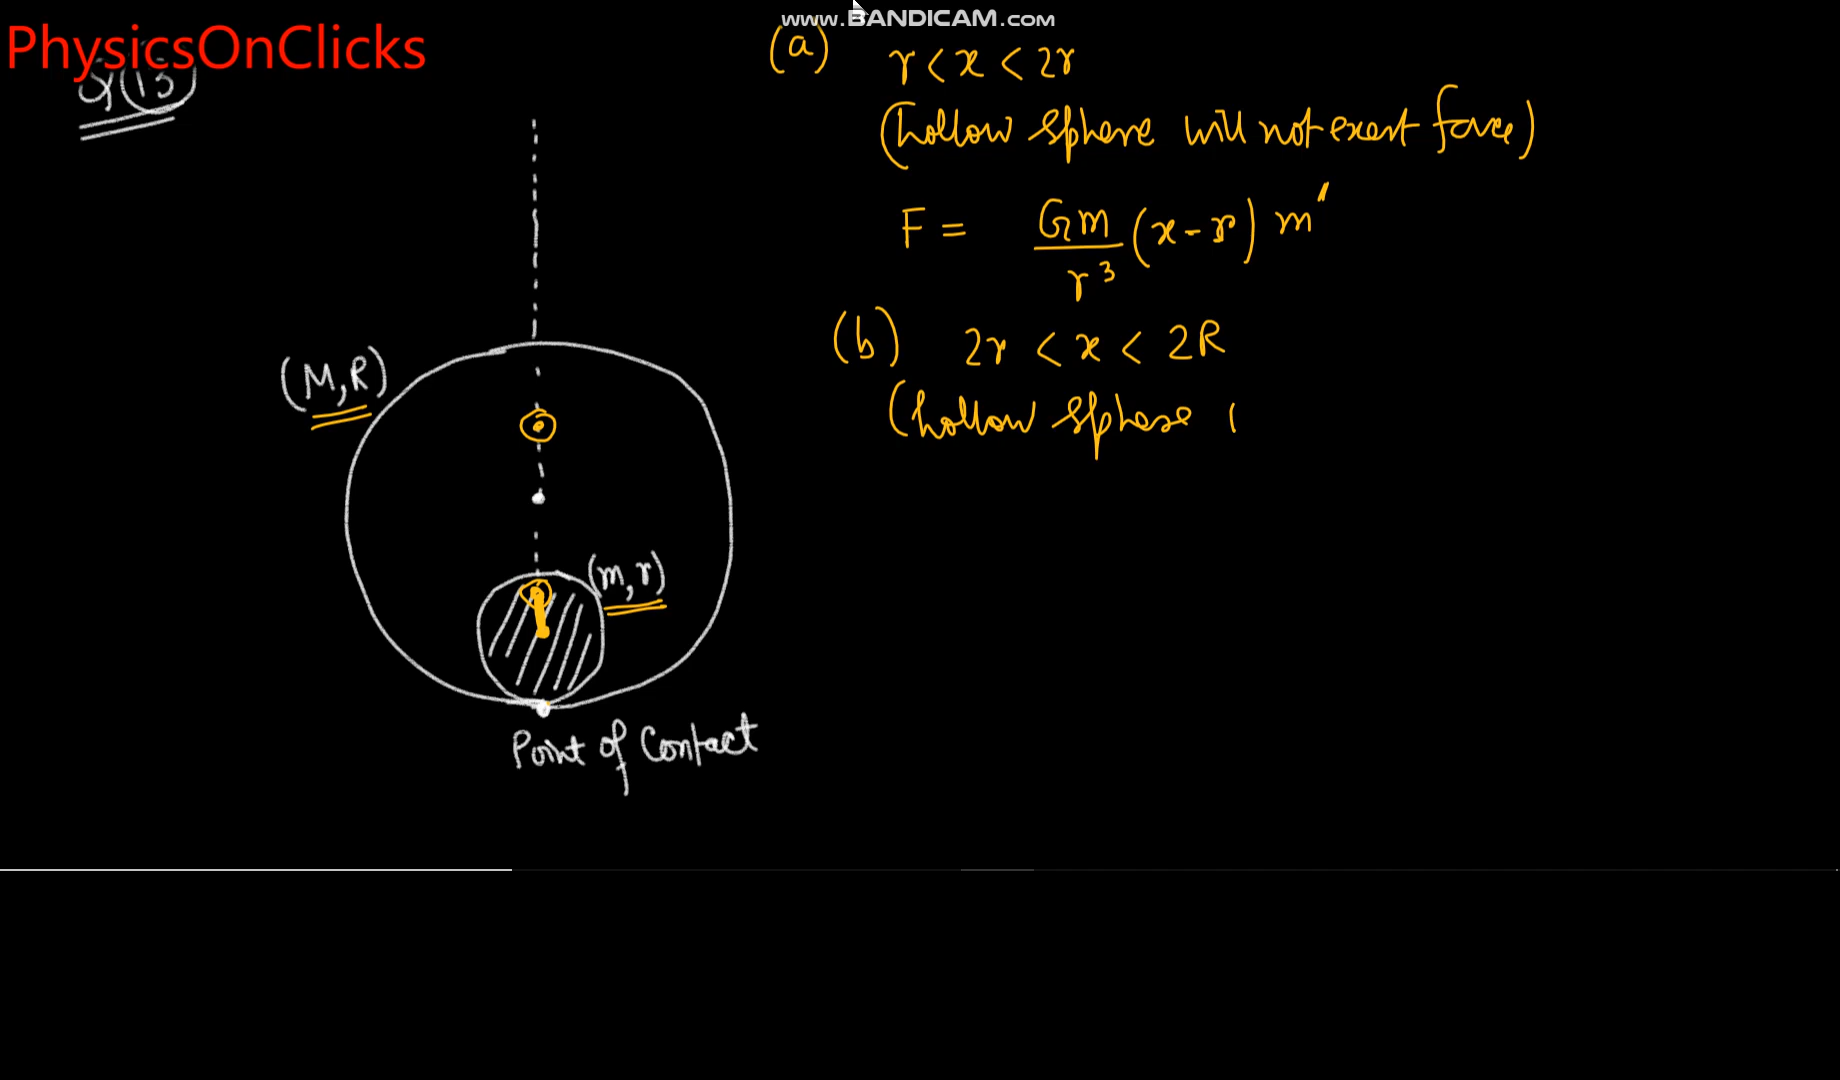 www.BANDICAM.com
PhysicsOnClicks
(13)
(a) r < x < 2r
(hollow sphere will not exert force)
F = Gm/r³ (x - r) m'
(b) 2r < x < 2R
(hollow sphere
(M,R)
(m,r)
Point of Contact